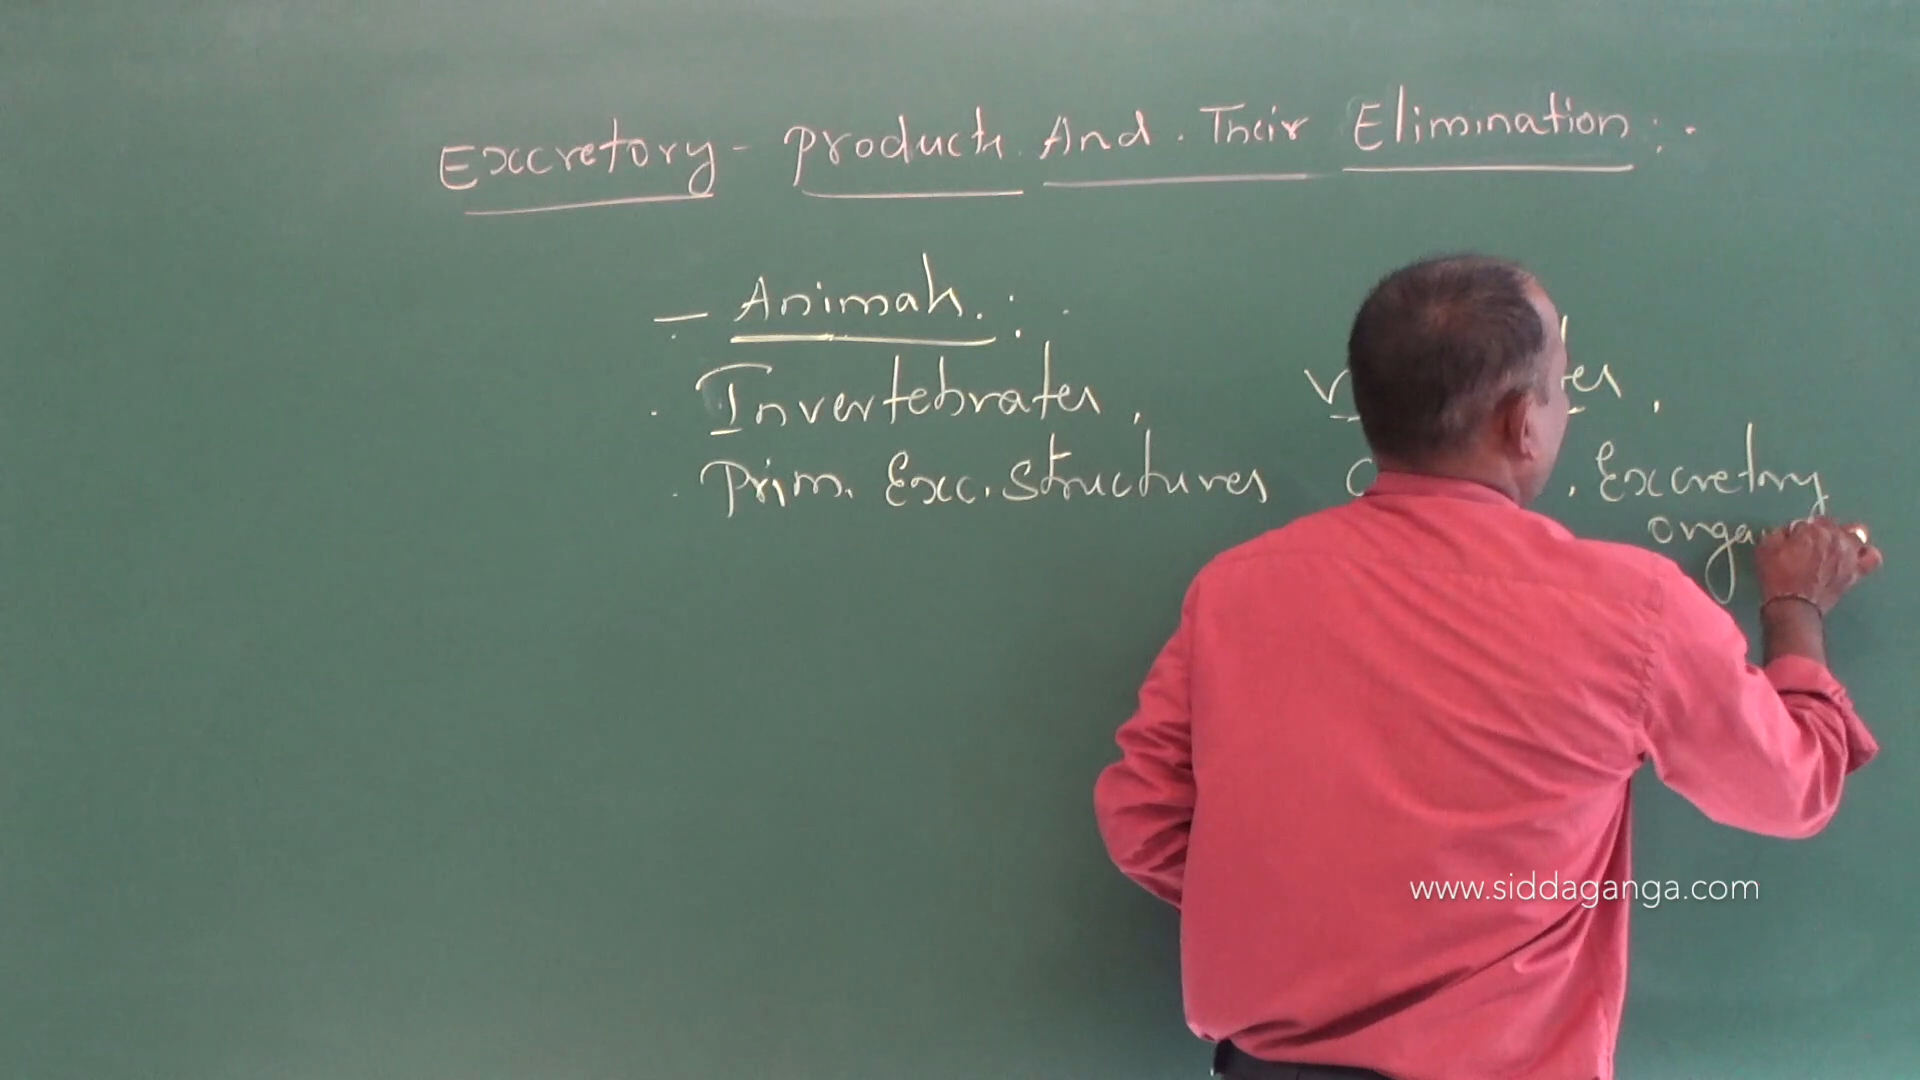 Excretory - Products And Their Elimination :-
- Animals :
Invertebrates,
Prim. Exc. Structures
Excretory
www.siddaganga.com